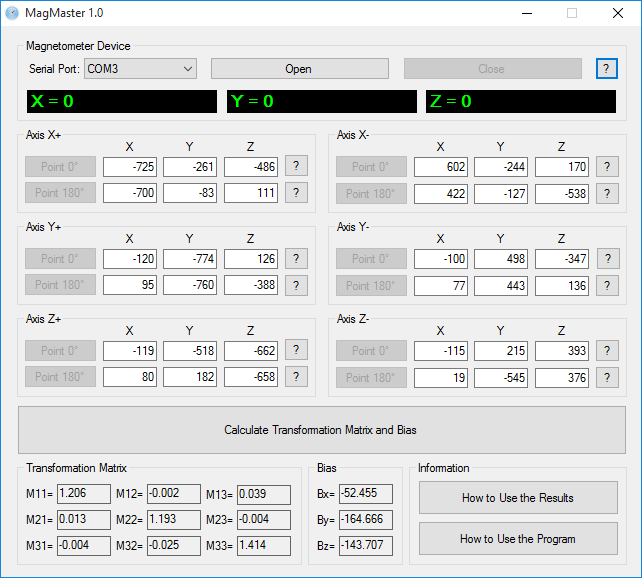 MagMaster 1.0
Magnetometer Device
Serial Port: COM3 Open Close ?
X = 0 Y = 0 Z = 0
Axis X+
X Y Z
Point 0° -725 -261 -486 ?
Point 180° -700 -83 111 ?
Axis X-
X Y Z
Point 0° 602 -244 170 ?
Point 180° 422 -127 -538 ?
Axis Y+
X Y Z
Point 0° -120 -774 126 ?
Point 180° 95 -760 -388 ?
Axis Y-
X Y Z
Point 0° -100 498 -347 ?
Point 180° 77 443 136 ?
Axis Z+
X Y Z
Point 0° -119 -518 -662 ?
Point 180° 80 182 -658 ?
Axis Z-
X Y Z
Point 0° -115 215 393 ?
Point 180° 19 -545 376 ?
Calculate Transformation Matrix and Bias
Transformation Matrix
M11= 1.206 M12= -0.002 M13= 0.039
M21= 0.013 M22= 1.193 M23= -0.004
M31= -0.004 M32= -0.025 M33= 1.414
Bias
Bx= -52.455
By= -164.666
Bz= -143.707
Information
How to Use the Results
How to Use the Program